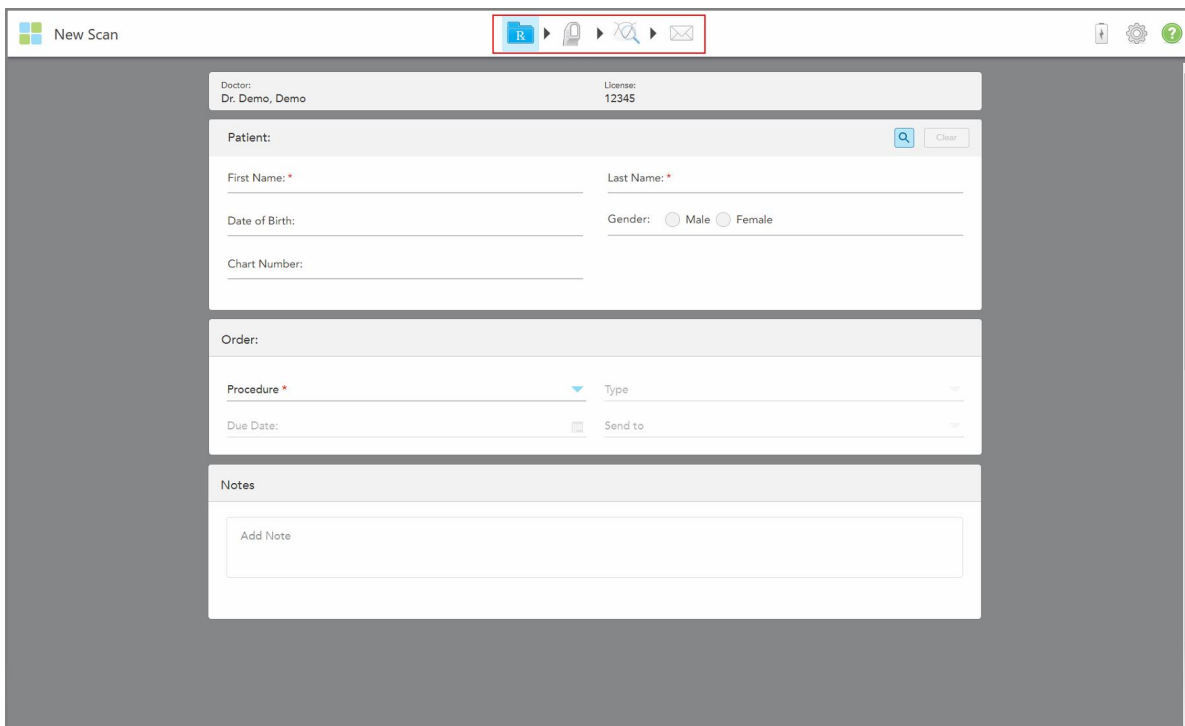 New Scan
R
?
Doctor: License:
Dr. Demo, Demo 12345
Patient: Clear
First Name: * Last Name: *
Date of Birth: Gender: Male Female
Chart Number:
Order:
Procedure * Type
Due Date: Send to
Notes
Add Note